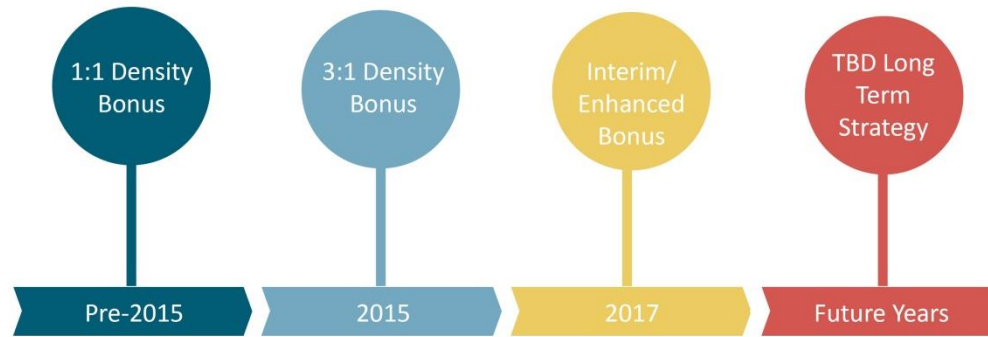 1:1 Density
Bonus
3:1 Density
Bonus
Interim/
Enhanced
Bonus
TBD Long
Term
Strategy
Pre-2015
2015
2017
Future Years